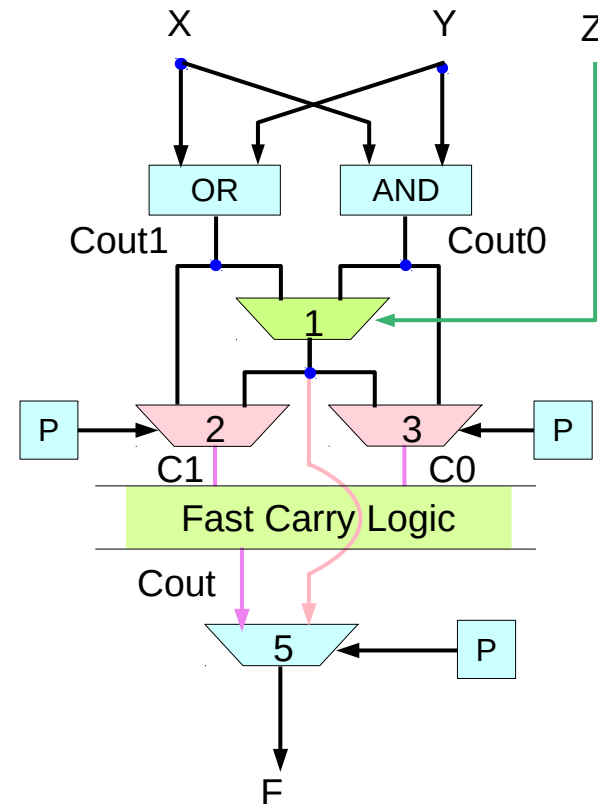 X Y Z
OR AND
Cout1 Cout0
1
P 2 3 P
C1 C0
Fast Carry Logic
Cout
5 P
F